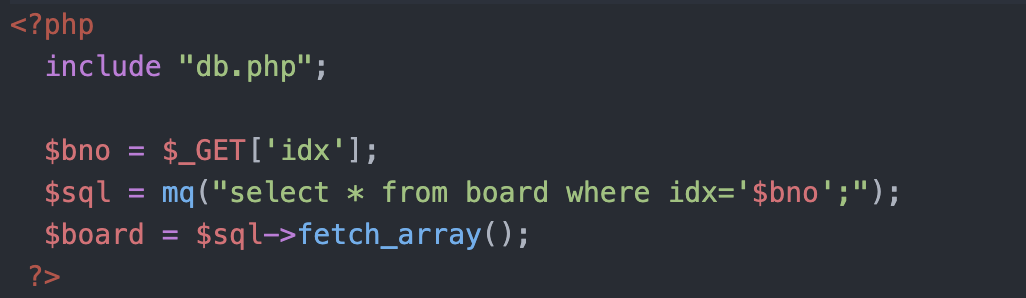 <?php
include "db.php";
$bno = $_GET['idx'];
$sql = mq("select * from board where idx='$bno';");
$board = $sql->fetch_array();
?>